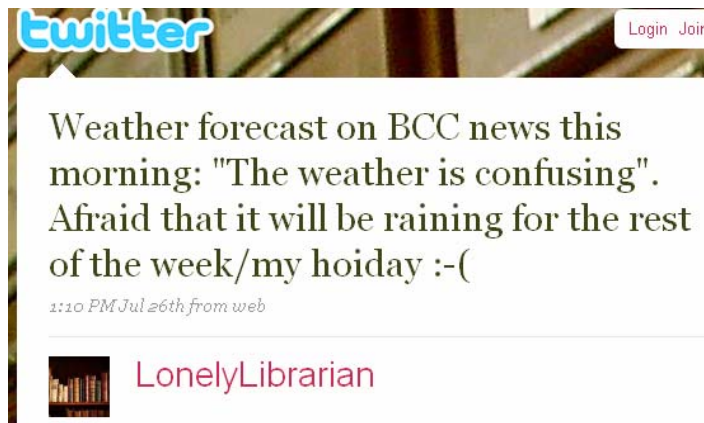 twitter
Login Join
Weather forecast on BCC news this
morning: "The weather is confusing".
Afraid that it will be raining for the rest
of the week/my hoiday :-(
1:10 PM Jul 26th from web
LonelyLibrarian